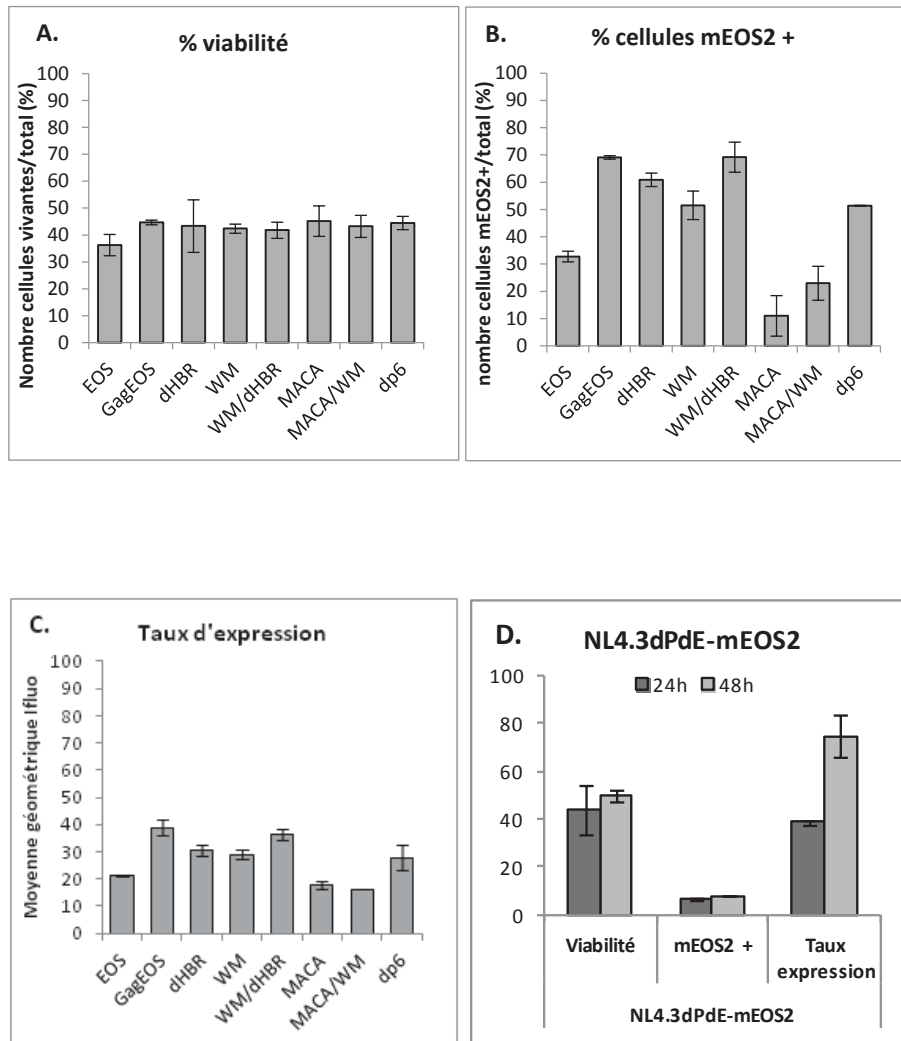 A.
% viabilité
Nombre cellules vivantes/total (%)
100
90
80
70
60
50
40
30
20
10
0
EOS
GagEOS
dHBR
WM
WM/dHBR
MACA
MACA/WM
dp6
B.
% cellules mEOS2 +
nombre cellules mEOS2+/total (%)
100
90
80
70
60
50
40
30
20
10
0
EOS
GagEOS
dHBR
WM
WM/dHBR
MACA
MACA/WM
dp6
C.
Taux d'expression
Moyenne géométrique Ifluo
100
90
80
70
60
50
40
30
20
10
0
EOS
GagEOS
dHBR
WM
WM/dHBR
MACA
MACA/WM
dp6
D.
NL4.3dPdE-mEOS2
24h 48h
100
80
60
40
20
0
Viabilité mEOS2 + Taux
expression
NL4.3dPdE-mEOS2